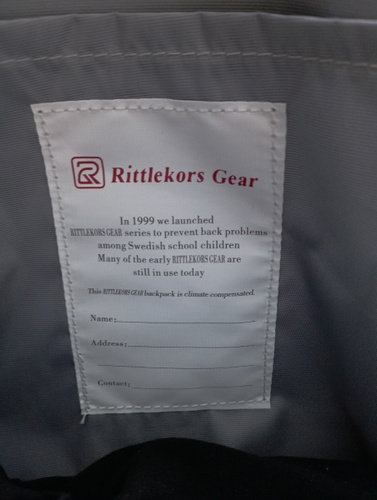 Rittlekors Gear
In 1999 we launched
RITTLEKORS GEAR series to prevent back problems
among Swedish school children
Many of the early RITTLEKORS GEAR are
still in use today
This RITTLEKORS GEAR backpack is climate compensated.
Name:
Address:
Contact: